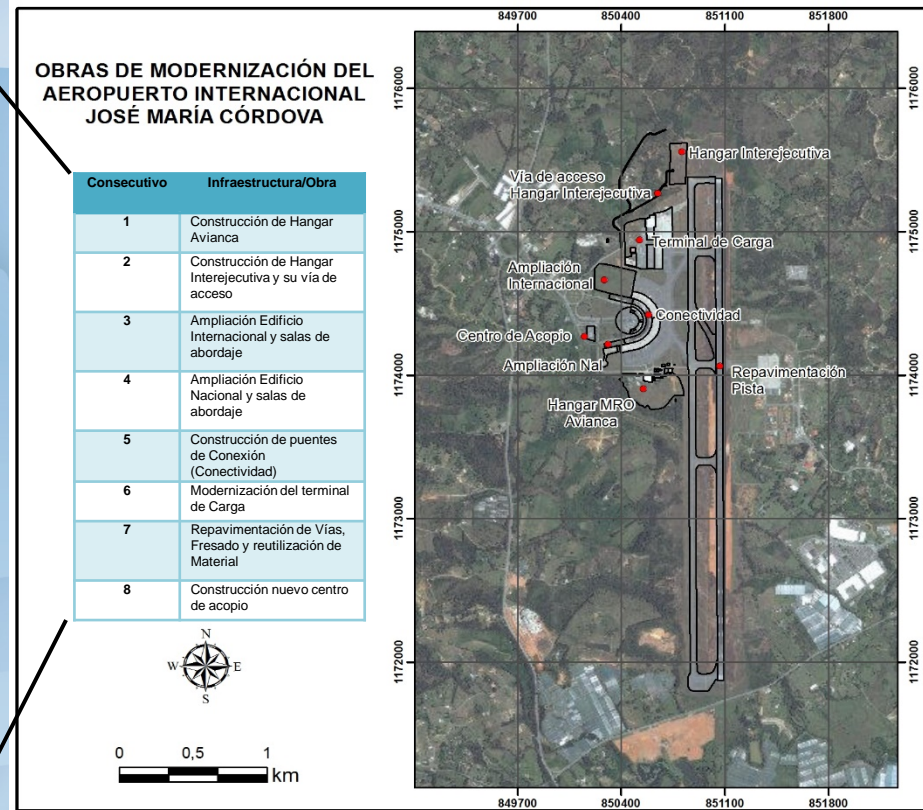 OBRAS DE MODERNIZACIÓN DEL
AEROPUERTO INTERNACIONAL
JOSÉ MARÍA CÓRDOVA
Consecutivo Infraestructura/Obra
1 Construcción de Hangar
Avianca
2 Construcción de Hangar
Interejecutiva y su vía de
acceso
3 Ampliación Edificio
Internacional y salas de
abordaje
4 Ampliación Edificio
Nacional y salas de
abordaje
5 Construcción de puentes
de Conexión
(Conectividad)
6 Modernización del terminal
de Carga
7 Repavimentación de Vías,
Fresado y reutilización de
Material
8 Construcción nuevo centro
de acopio
N
W E
S
0 0,5 1
km
849700 850400 851100 851800
1176000 1176000
Hangar Interejecutiva
Vía de acceso
Hangar Interejecutiva
1175000 1175000
Terminal de Carga
Ampliación
Internacional
Conectividad
Centro de Acopio
Ampliación Nal
1174000 1174000
Repavimentación
Pista
Hangar MRO
Avianca
1173000 1173000
1172000 1172000
849700 850400 851100 851800